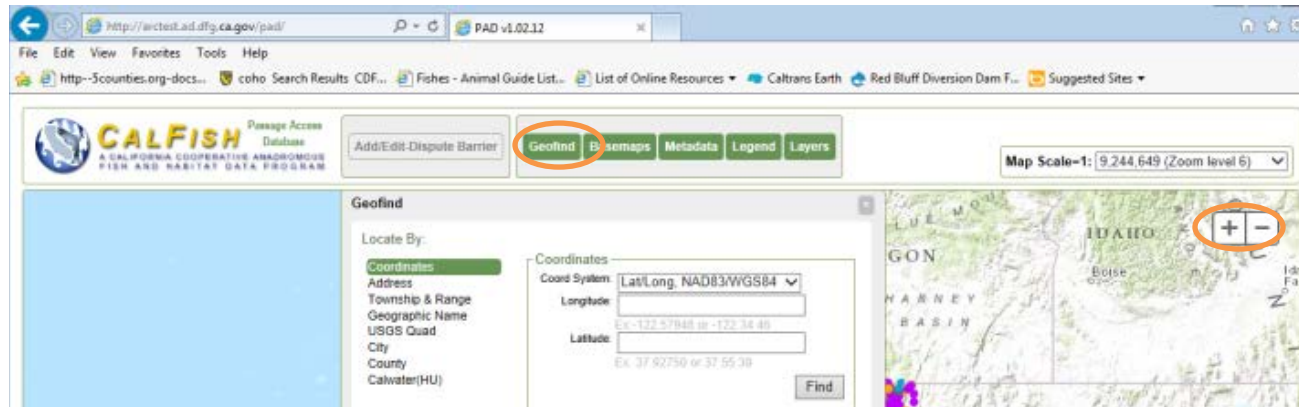 http://arctest.ad.dfg.ca.gov/pad/ PAD v1.02.12
File Edit View Favorites Tools Help
http--5counties.org-docs... coho Search Results CDF... Fishes - Animal Guide List... List of Online Resources Caltrans Earth Red Bluff Diversion Dam F... Suggested Sites
CALFISH Passage Access Database
A CALIFORNIA COOPERATIVE ANADROMOUS
FISH AND HABITAT DATA PROGRAM
Add/Edit-Dispute Barrier
Geofind Basemaps Metadata Legend Layers
Map Scale=1: 9,244,649 (Zoom level 6)
Geofind
Locate By:
Coordinates
Address
Township & Range
Geographic Name
USGS Quad
City
County
Calwater(HU)
Coordinates
Coord System: Lat/Long, NAD83/WGS84
Longitude:
Ex -122.57948 or -122 34 46
Latitude:
Ex. 37.92750 or 37 55 39
Find
+ −
IDAHO
GON
Boise
HARNEY
BASIN